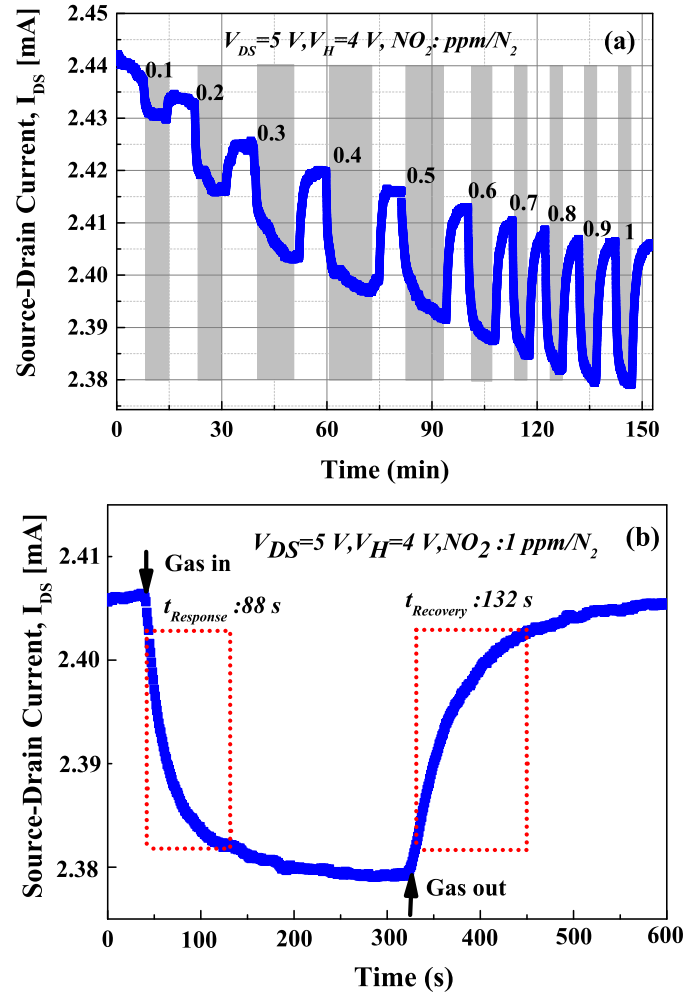 V_DS=5 V,V_H=4 V, NO_2: ppm/N_2 (a)
Source-Drain Current, I_DS [mA]
2.45
2.44
2.43
2.42
2.41
2.40
2.39
2.38
0.1
0.2
0.3
0.4
0.5
0.6
0.7
0.8
0.9
1
0 30 60 90 120 150
Time (min)
V_DS=5 V,V_H=4 V,NO_2 :1 ppm/N_2 (b)
Source-Drain Current, I_DS [mA]
2.41
2.40
2.39
2.38
Gas in
t_Response :88 s
t_Recovery :132 s
Gas out
0 100 200 300 400 500 600
Time (s)